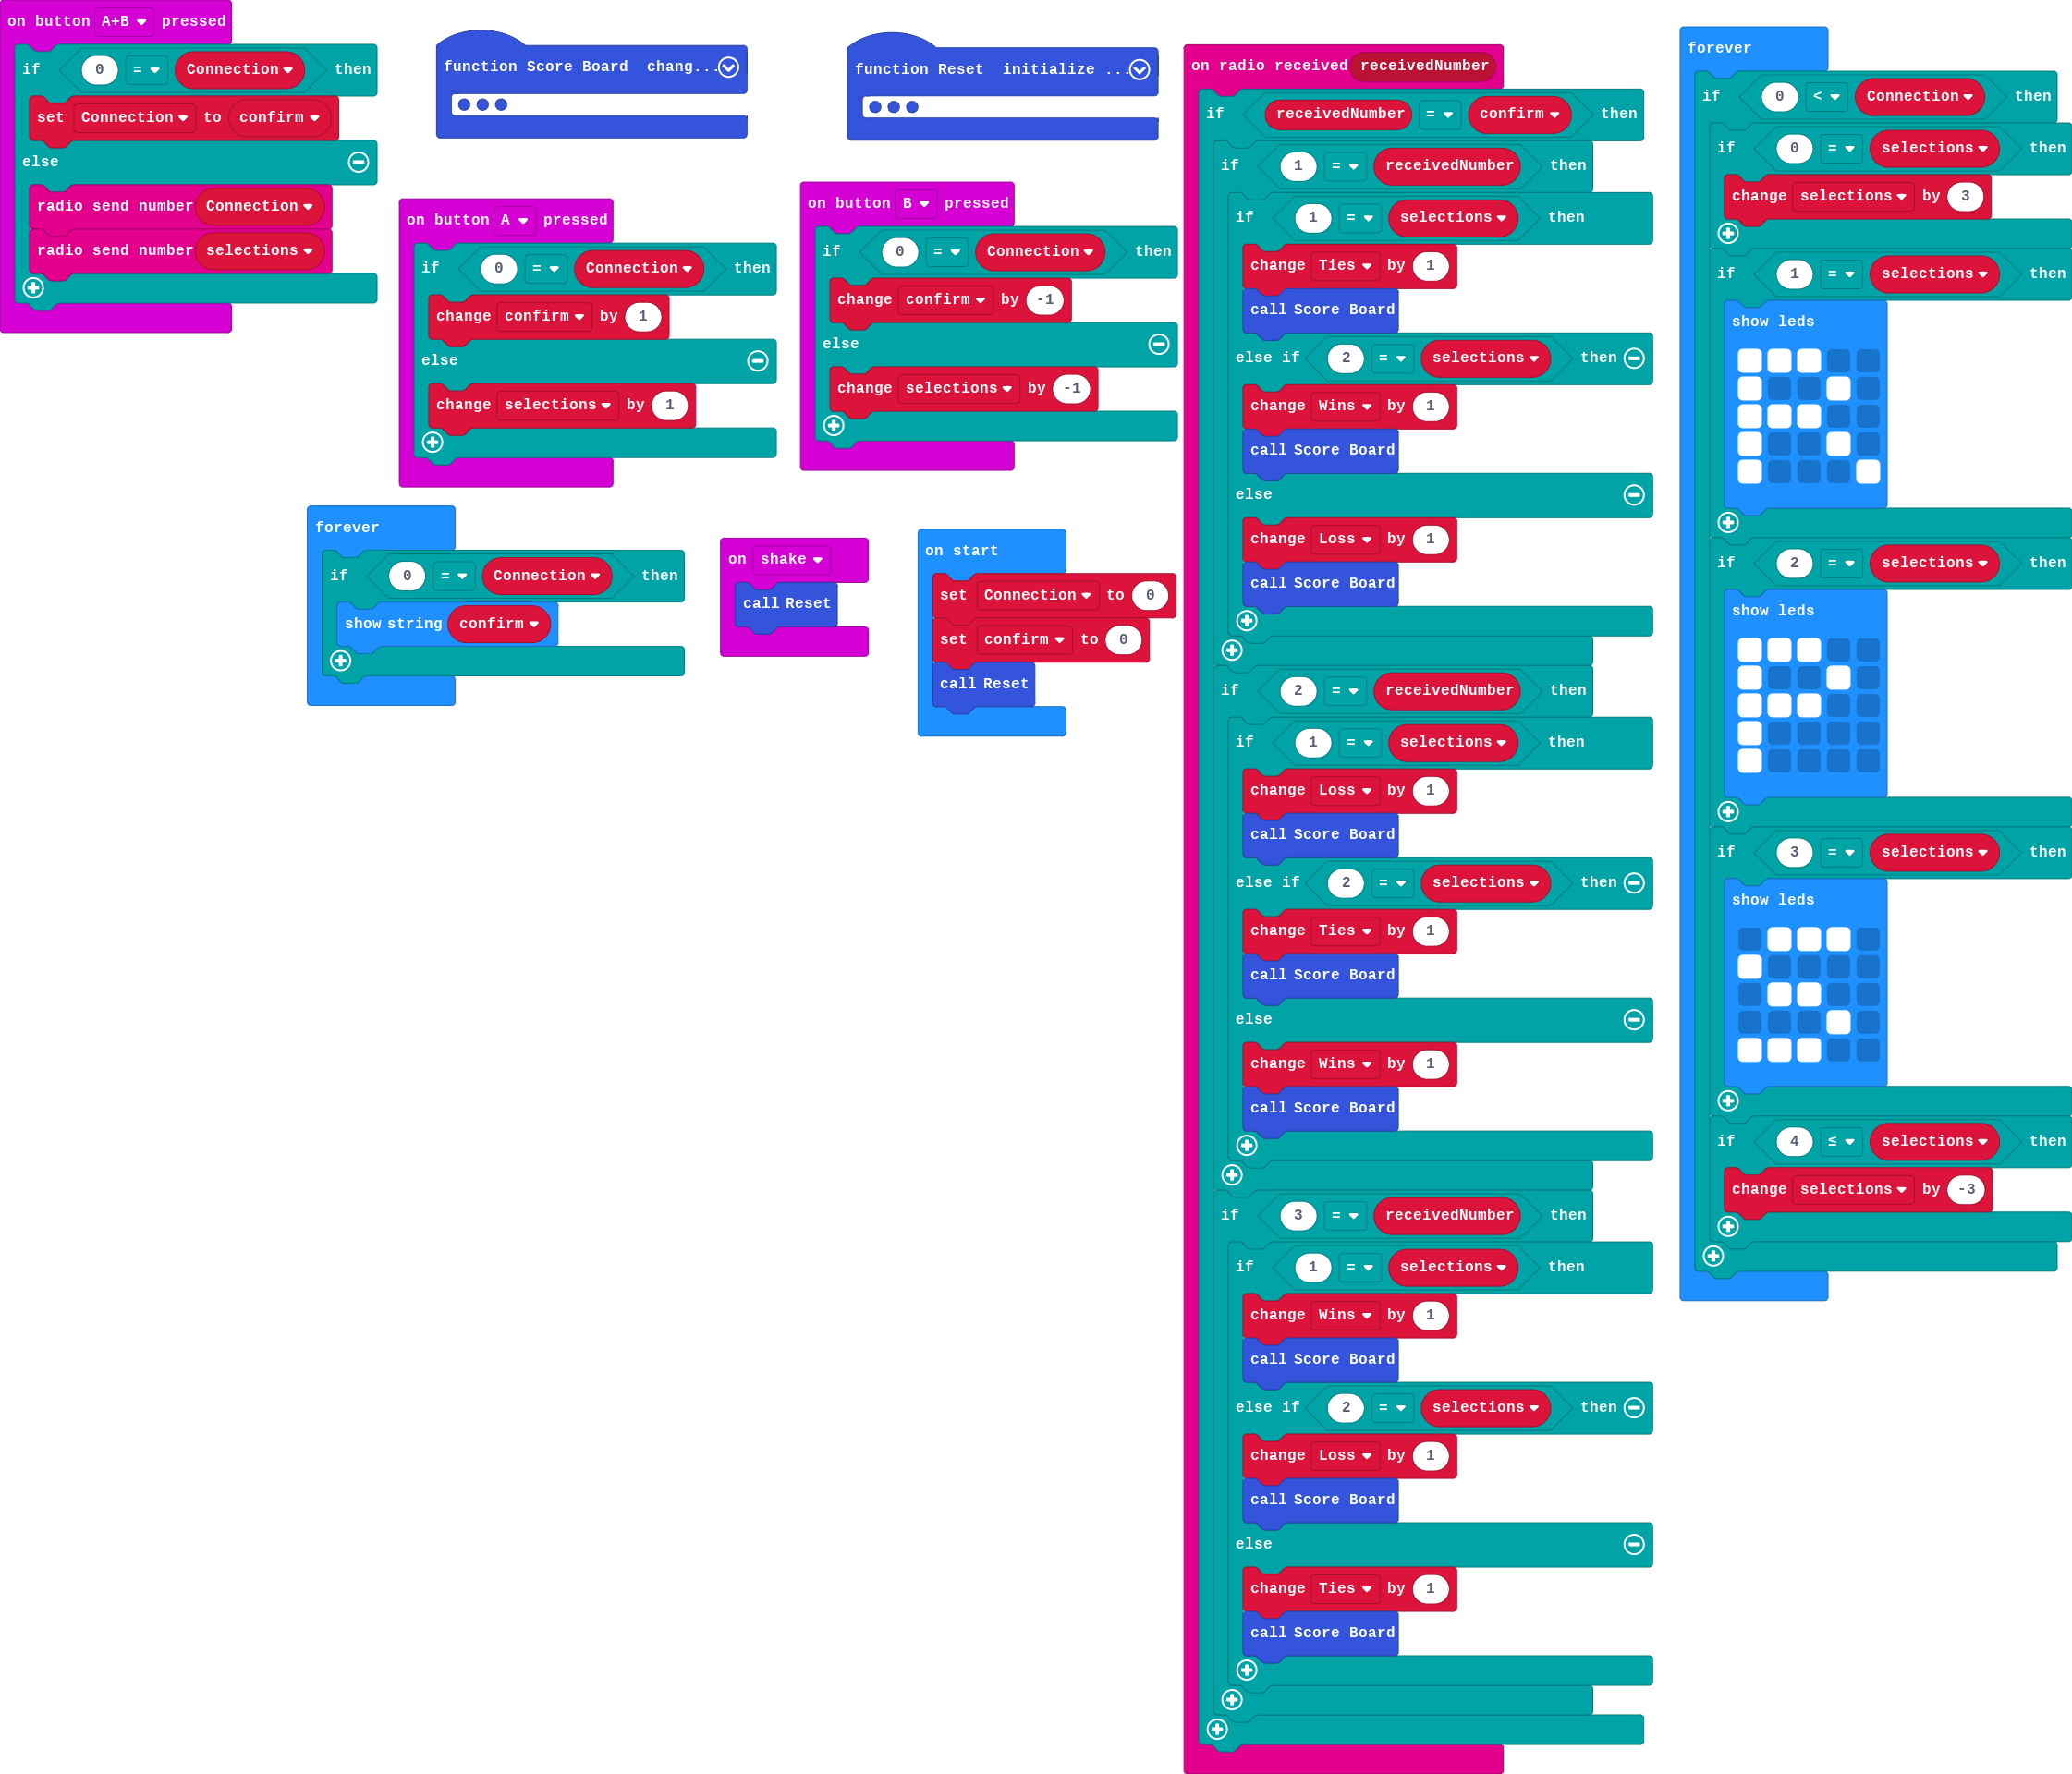 on button A+B pressed
if 0 = Connection then
set Connection to confirm
else
radio send number Connection
radio send number selections
function Score Board chang...
function Reset initialize ...
on button A pressed
if 0 = Connection then
change confirm by 1
else
change selections by 1
on button B pressed
if 0 = Connection then
change confirm by -1
else
change selections by -1
forever
if 0 = Connection then
show string confirm
on shake
call Reset
on start
set Connection to 0
set confirm to 0
call Reset
on radio received receivedNumber
if receivedNumber = confirm then
if 1 = receivedNumber then
if 1 = selections then
change Ties by 1
call Score Board
else if 2 = selections then
change Wins by 1
call Score Board
else
change Loss by 1
call Score Board
if 2 = receivedNumber then
if 1 = selections then
change Loss by 1
call Score Board
else if 2 = selections then
change Ties by 1
call Score Board
else
change Wins by 1
call Score Board
if 3 = receivedNumber then
if 1 = selections then
change Wins by 1
call Score Board
else if 2 = selections then
change Loss by 1
call Score Board
else
change Ties by 1
call Score Board
forever
if 0 < Connection then
if 0 = selections then
change selections by 3
if 1 = selections then
show leds
if 2 = selections then
show leds
if 3 = selections then
show leds
if 4 ≤ selections then
change selections by -3